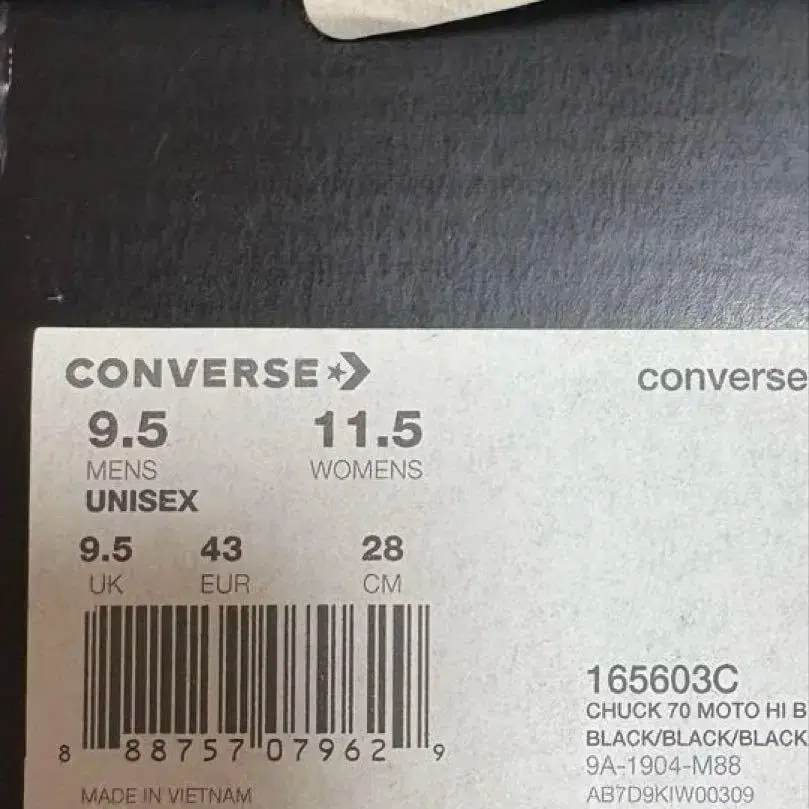 CONVERSE
converse
9.5 11.5
MENS WOMENS
UNISEX
9.5 43 28
UK EUR CM
8 88757 07962 9
MADE IN VIETNAM
165603C
CHUCK 70 MOTO HI B
BLACK/BLACK/BLACK
9A-1904-M88
AB7D9KIW00309